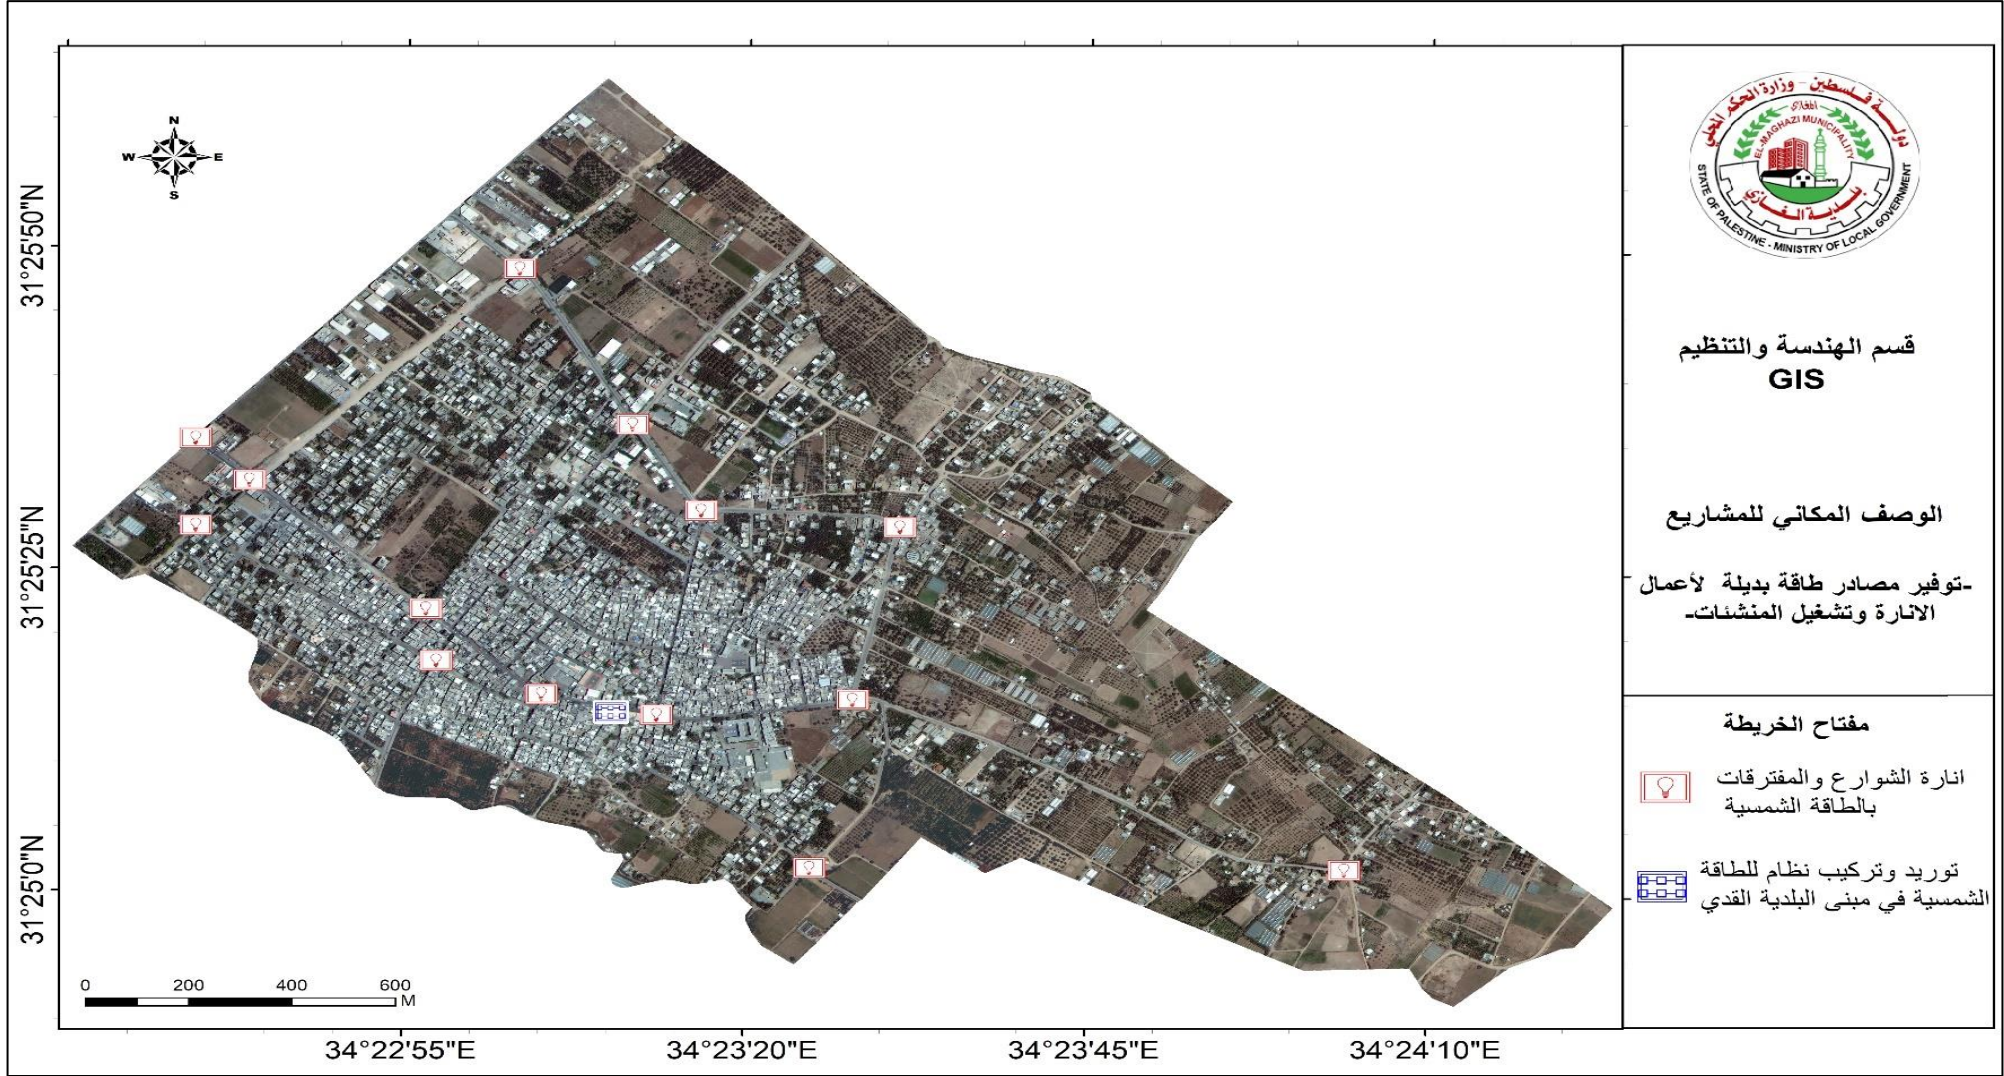 N
W E
S
31°25'50"N
31°25'25"N
31°25'0"N
0 200 400 600
M
34°22'55"E 34°23'20"E 34°23'45"E 34°24'10"E
دولة فلسطين - وزارة الحكم المحلي
المغازي
EL-MAGHAZI MUNICIPALITY
بلدية المغازي
STATE OF PALESTINE - MINISTRY OF LOCAL GOVERNMENT
قسم الهندسة والتنظيم
GIS
الوصف المكاني للمشاريع
-توفير مصادر طاقة بديلة لأعمال
الانارة وتشغيل المنشئات-
مفتاح الخريطة
انارة الشوارع والمفترقات
بالطاقة الشمسية
توريد وتركيب نظام للطاقة
الشمسية في مبنى البلدية القدي